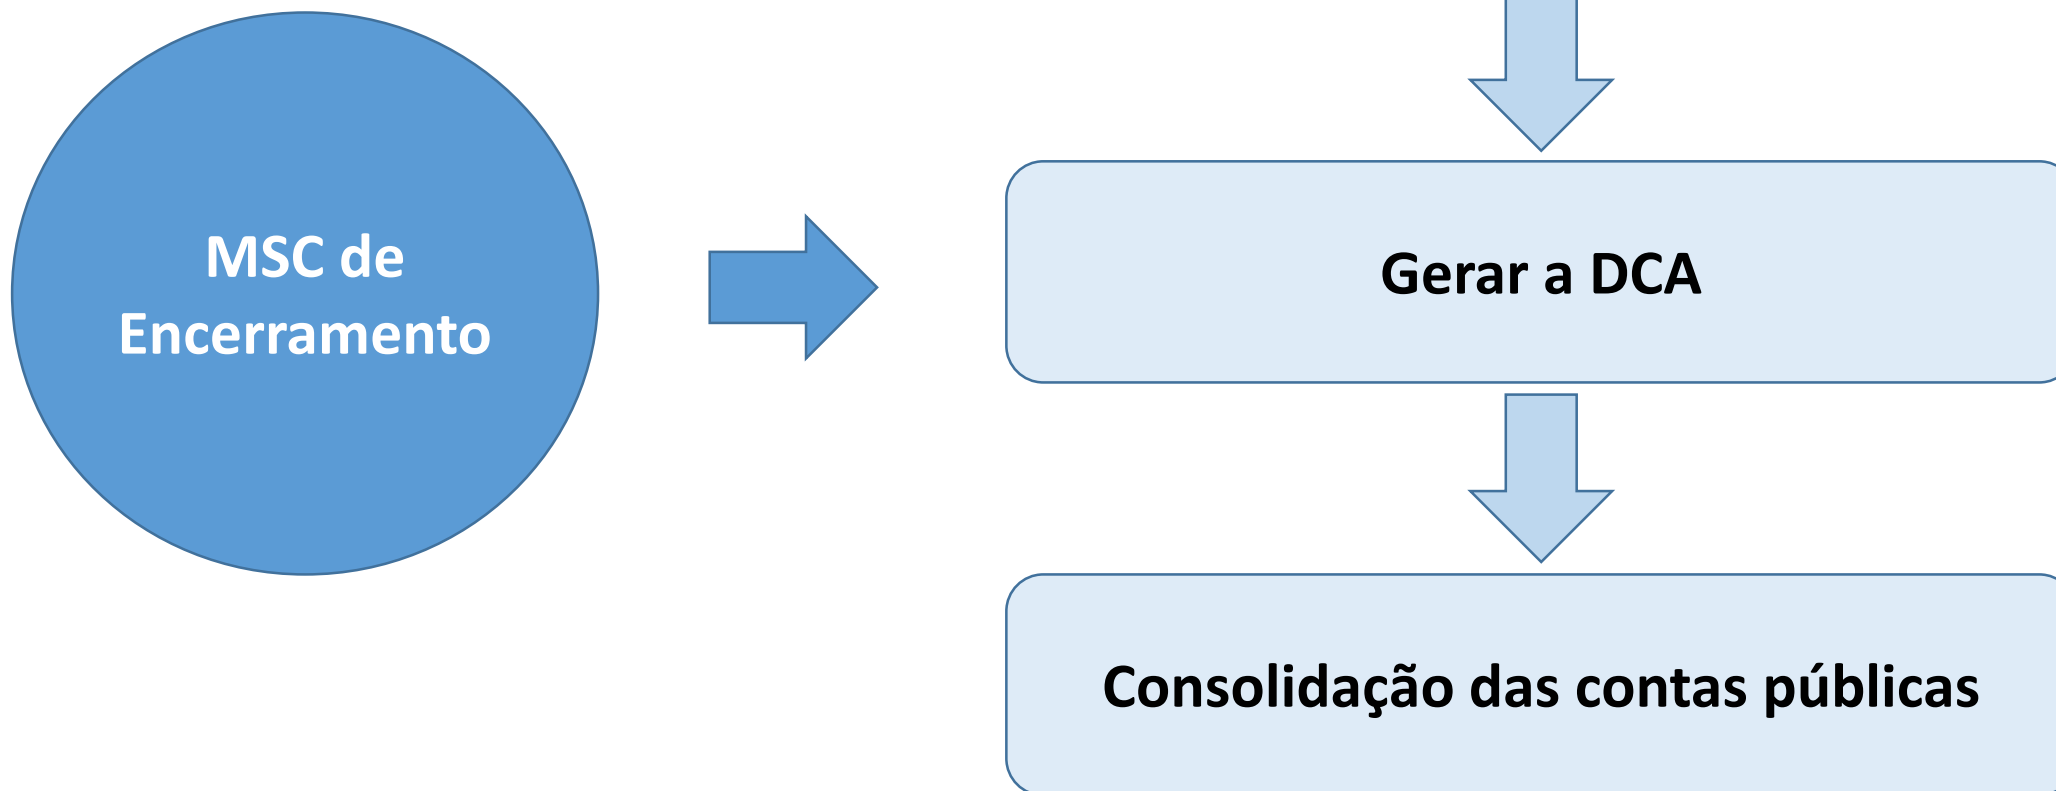 MSC de
Encerramento
Gerar a DCA
Consolidação das contas públicas